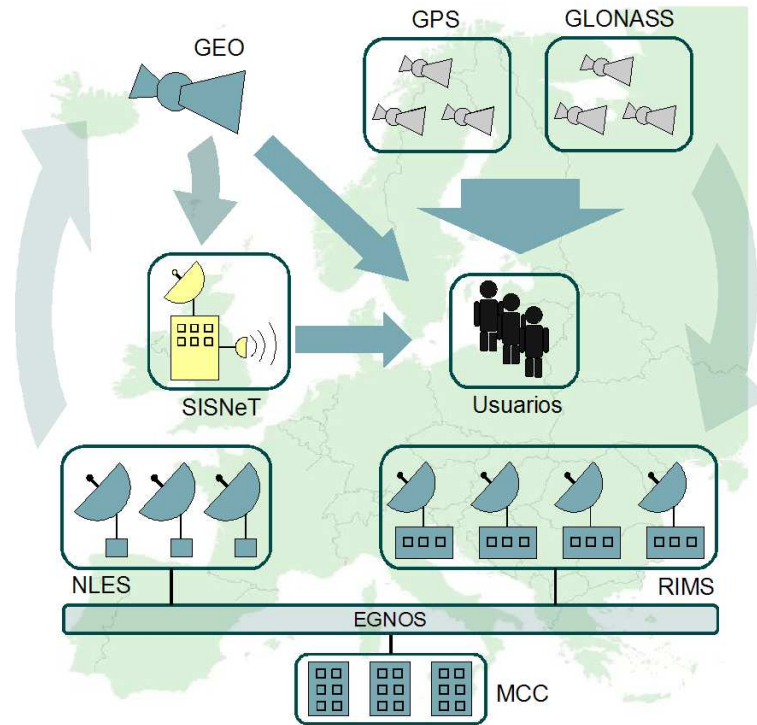 GPS
GLONASS
GEO
SISNeT
Usuarios
NLES
RIMS
EGNOS
MCC